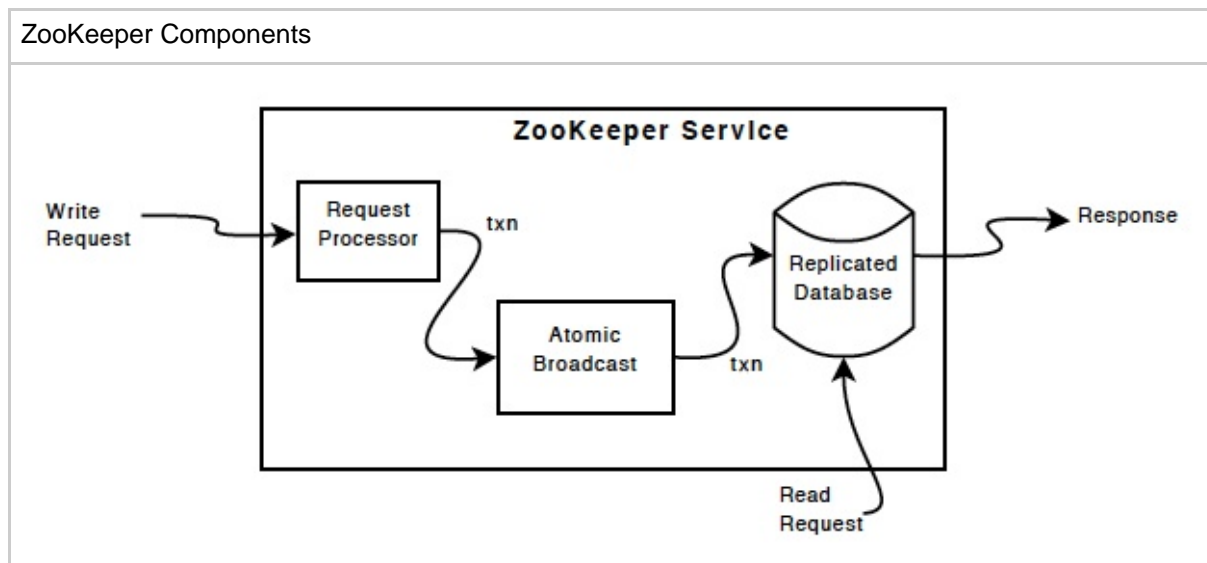 ZooKeeper Components
ZooKeeper Service
Write
Request
Request
Processor
txn
Atomic
Broadcast
txn
Replicated
Database
Response
Read
Request